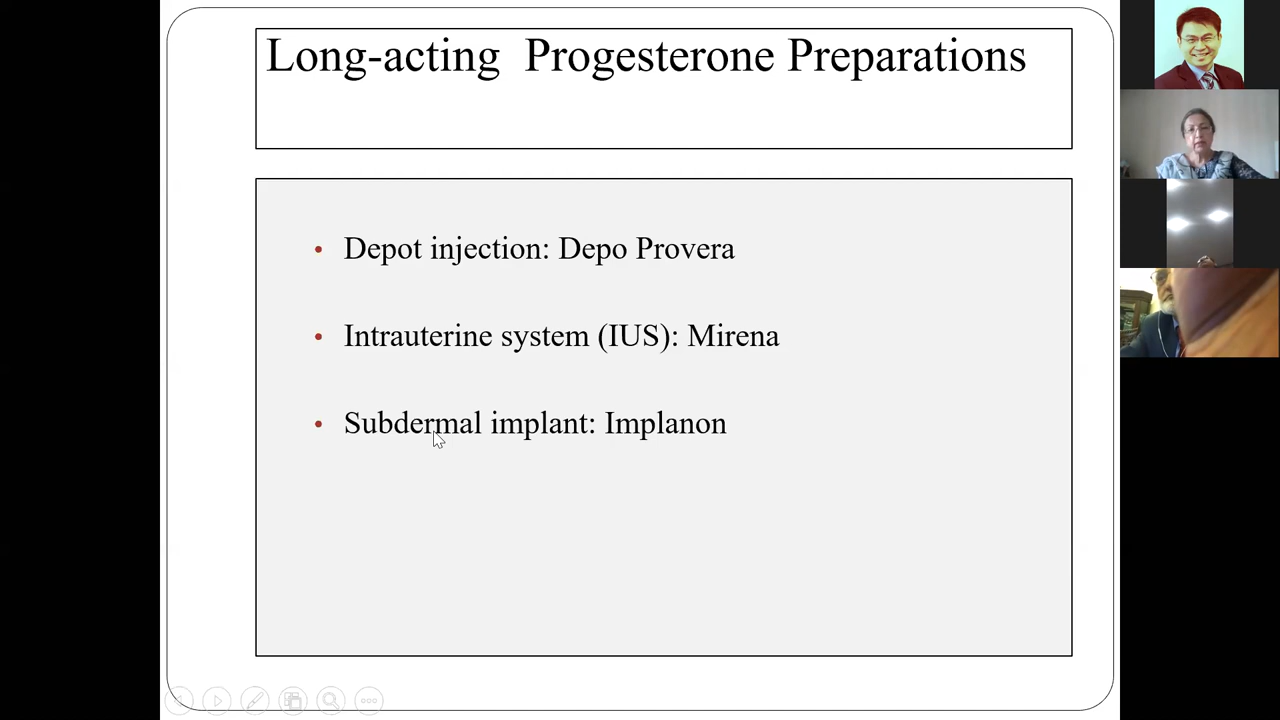 Long-acting  Progesterone Preparations
• Depot injection: Depo Provera
• Intrauterine system (IUS): Mirena
• Subdermal implant: Implanon